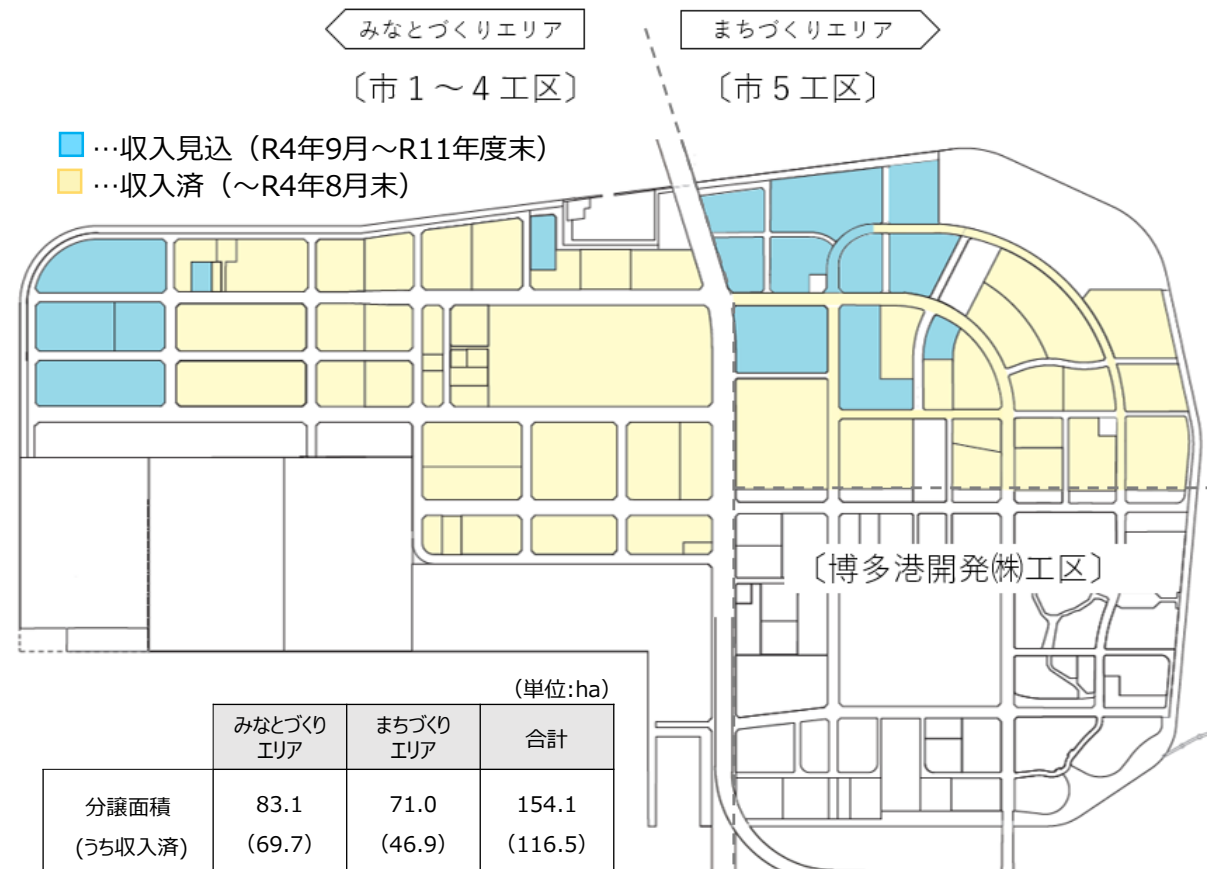 みなとづくりエリア
まちづくりエリア
〔市1～4工区〕
〔市5工区〕
…収入見込（R4年9月～R11年度末）
…収入済（～R4年8月末）
〔博多港開発㈱工区〕
（単位:ha）
みなとづくり
エリア
まちづくり
エリア
合計
分譲面積
(うち収入済)
83.1
(69.7)
71.0
(46.9)
154.1
(116.5)